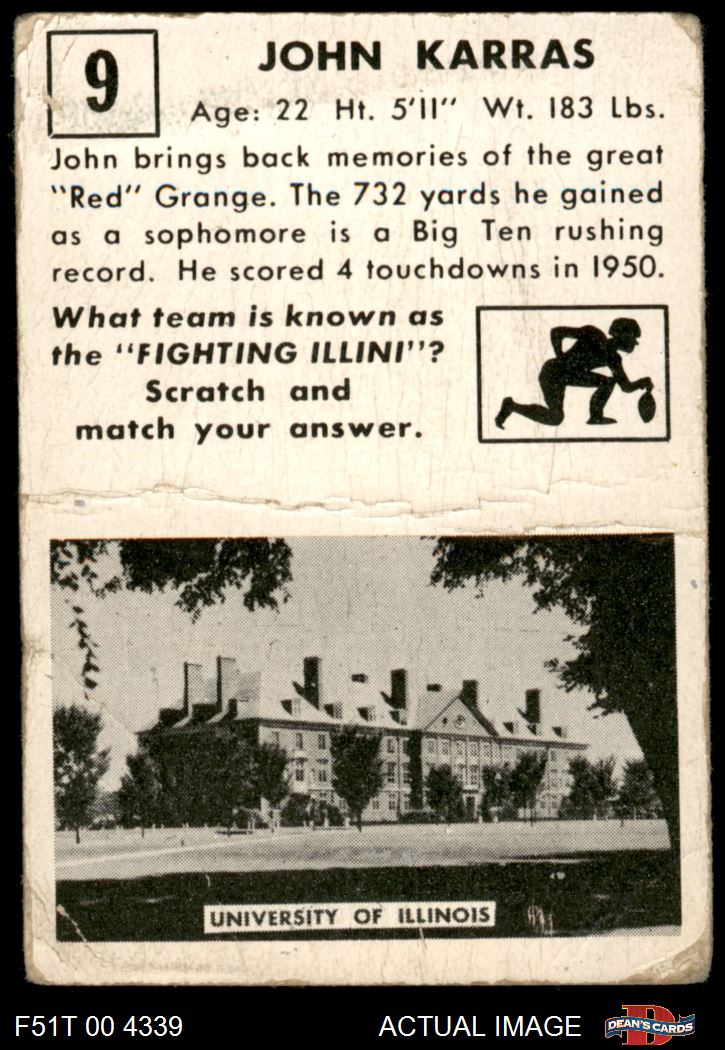 9
JOHN KARRAS
Age: 22 Ht. 5'11" Wt. 183 Lbs.
John brings back memories of the great
"Red" Grange. The 732 yards he gained
as a sophomore is a Big Ten rushing
record. He scored 4 touchdowns in 1950.
What team is known as
the "FIGHTING ILLINI"?
Scratch and
match your answer.
UNIVERSITY OF ILLINOIS
F51T 00 4339
ACTUAL IMAGE
D
DEAN'S CARDS